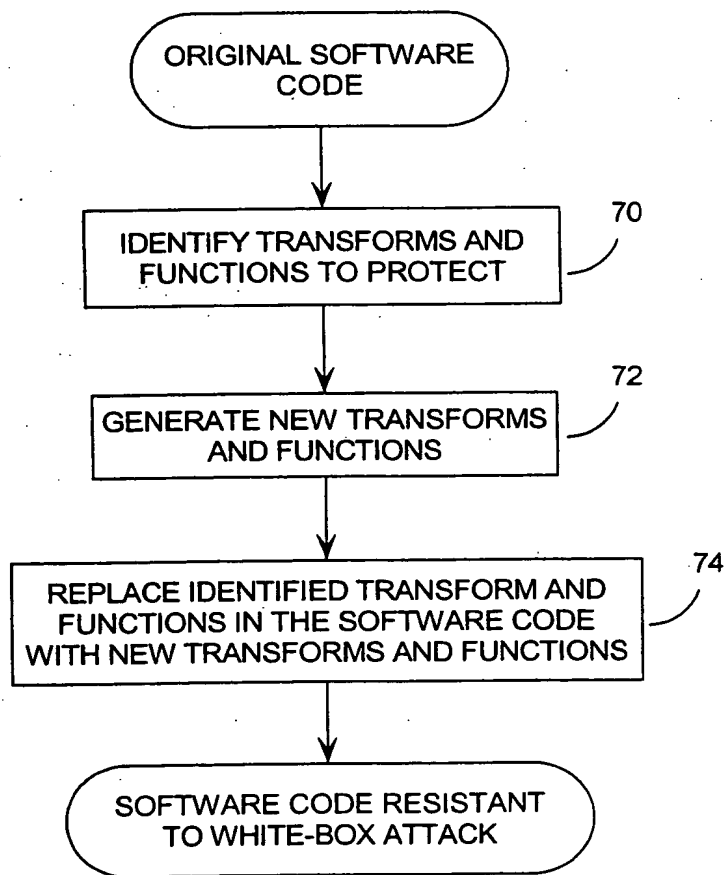 ORIGINAL SOFTWARE
CODE
70
IDENTIFY TRANSFORMS AND
FUNCTIONS TO PROTECT
72
GENERATE NEW TRANSFORMS
AND FUNCTIONS
74
REPLACE IDENTIFIED TRANSFORM AND
FUNCTIONS IN THE SOFTWARE CODE
WITH NEW TRANSFORMS AND FUNCTIONS
SOFTWARE CODE RESISTANT
TO WHITE-BOX ATTACK